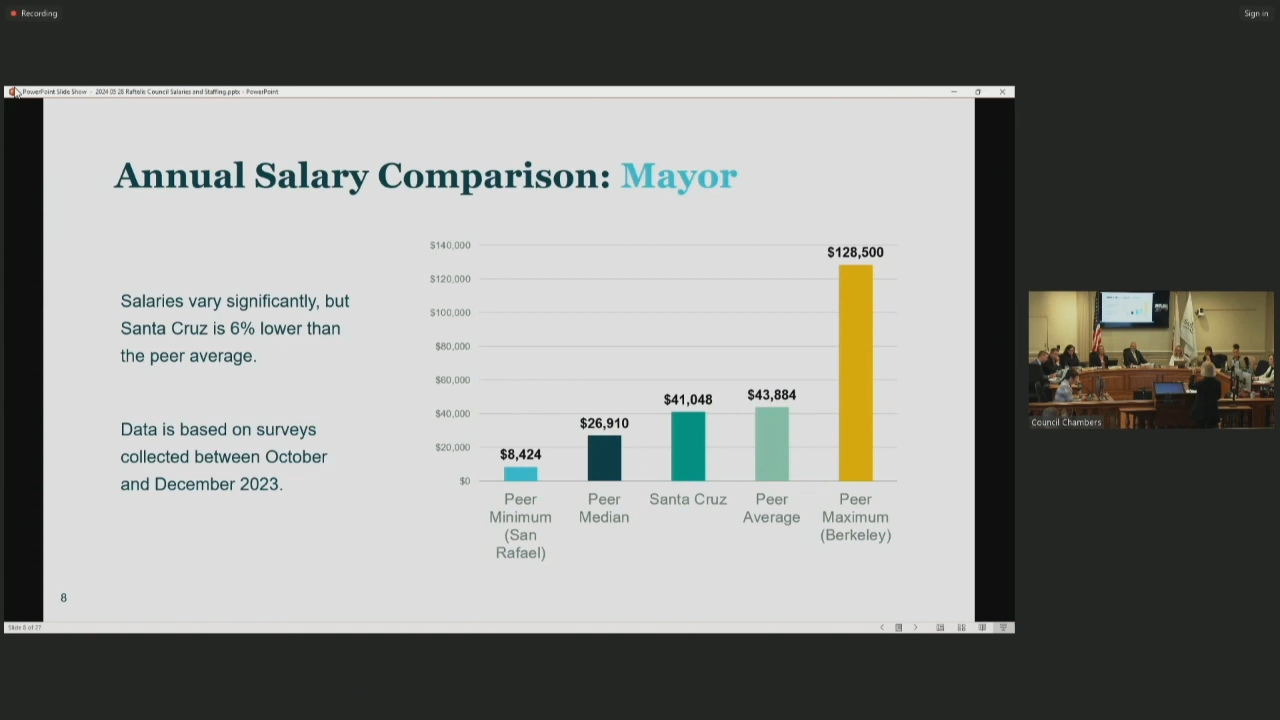 Recording
Sign in
PowerPoint Slide Show - 2024 05 28 Raftelis Council Salaries and Staffing.pptx - PowerPoint
Annual Salary Comparison: Mayor
Salaries vary significantly, but
Santa Cruz is 6% lower than
the peer average.
Data is based on surveys
collected between October
and December 2023.
$140,000
$120,000
$100,000
$80,000
$60,000
$40,000
$20,000
$0
$8,424
$26,910
$41,048
$43,884
$128,500
Peer
Minimum
(San
Rafael)
Peer
Median
Santa Cruz
Peer
Average
Peer
Maximum
(Berkeley)
8
Slide 8 of 27
Council Chambers